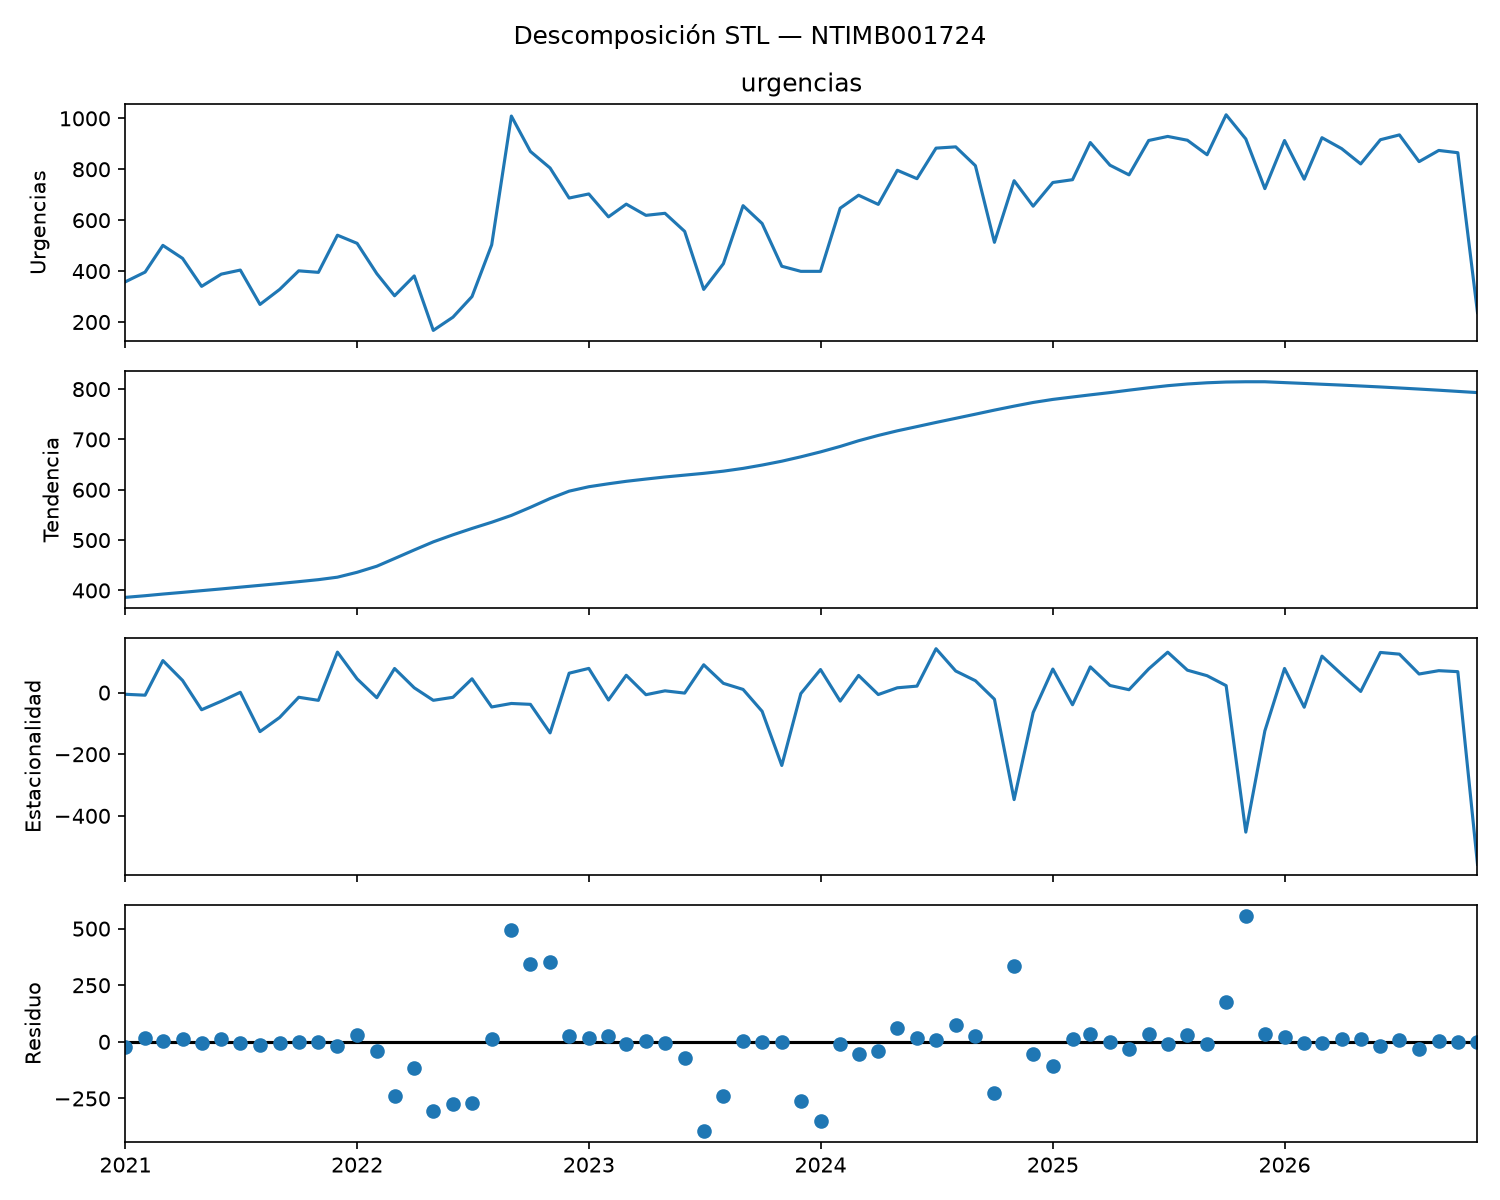 Descomposición STL — NTIMB001724
urgencias
Urgencias
1000
800
600
400
200
Tendencia
800
700
600
500
400
Estacionalidad
0
−200
−400
Residuo
500
250
0
−250
2021 2022 2023 2024 2025 2026